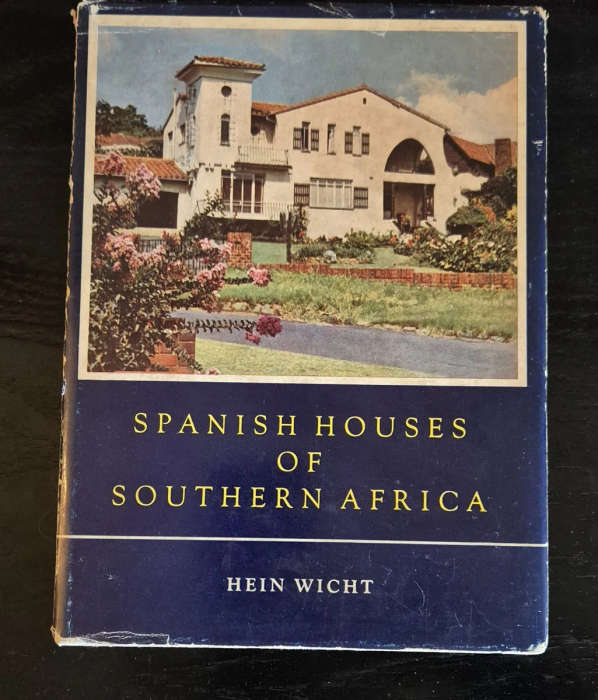 SPANISH HOUSES
OF
SOUTHERN AFRICA
HEIN WICHT